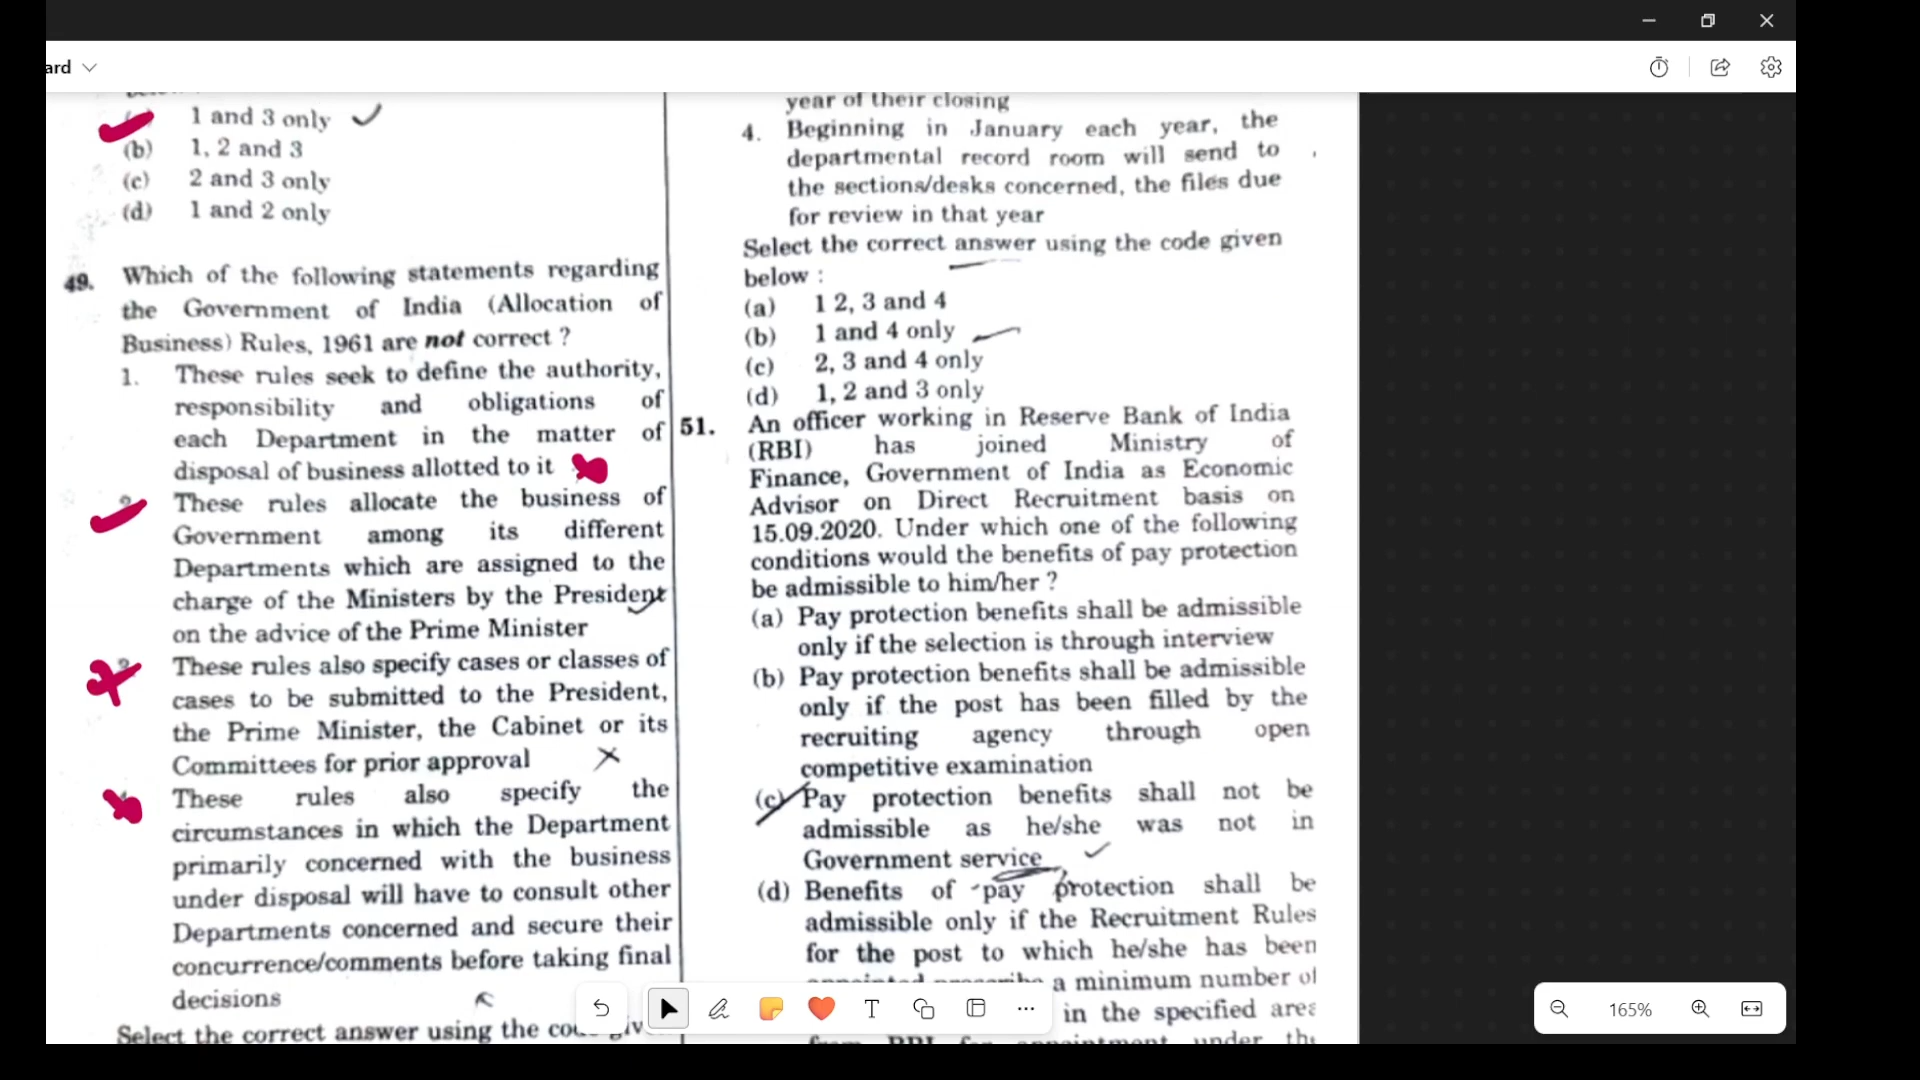 ard
1 and 3 only
(b) 1, 2 and 3
(c) 2 and 3 only
(d) 1 and 2 only
49. Which of the following statements regarding
the Government of India (Allocation of
Business) Rules, 1961 are not correct ?
1. These rules seek to define the authority,
responsibility and obligations of
each Department in the matter of
disposal of business allotted to it
These rules allocate the business of
Government among its different
Departments which are assigned to the
charge of the Ministers by the President
on the advice of the Prime Minister
These rules also specify cases or classes of
cases to be submitted to the President,
the Prime Minister, the Cabinet or its
Committees for prior approval
These rules also specify the
circumstances in which the Department
primarily concerned with the business
under disposal will have to consult other
Departments concerned and secure their
concurrence/comments before taking final
decisions
Select the correct answer using the
year of their closing
4. Beginning in January each year, the
departmental record room will send to
the sections/desks concerned, the files due
for review in that year
Select the correct answer using the code given
below :
(a) 1 2, 3 and 4
(b) 1 and 4 only
(c) 2, 3 and 4 only
(d) 1, 2 and 3 only
51. An officer working in Reserve Bank of India
(RBI) has joined Ministry of
Finance, Government of India as Economic
Advisor on Direct Recruitment basis on
15.09.2020. Under which one of the following
conditions would the benefits of pay protection
be admissible to him/her ?
(a) Pay protection benefits shall be admissible
only if the selection is through interview
(b) Pay protection benefits shall be admissible
only if the post has been filled by the
recruiting agency through open
competitive examination
(c) Pay protection benefits shall not be
admissible as he/she was not in
Government service
(d) Benefits of pay protection shall be
admissible only if the Recruitment Rules
for the post to which he/she has been
a minimum number of
in the specified area
165%